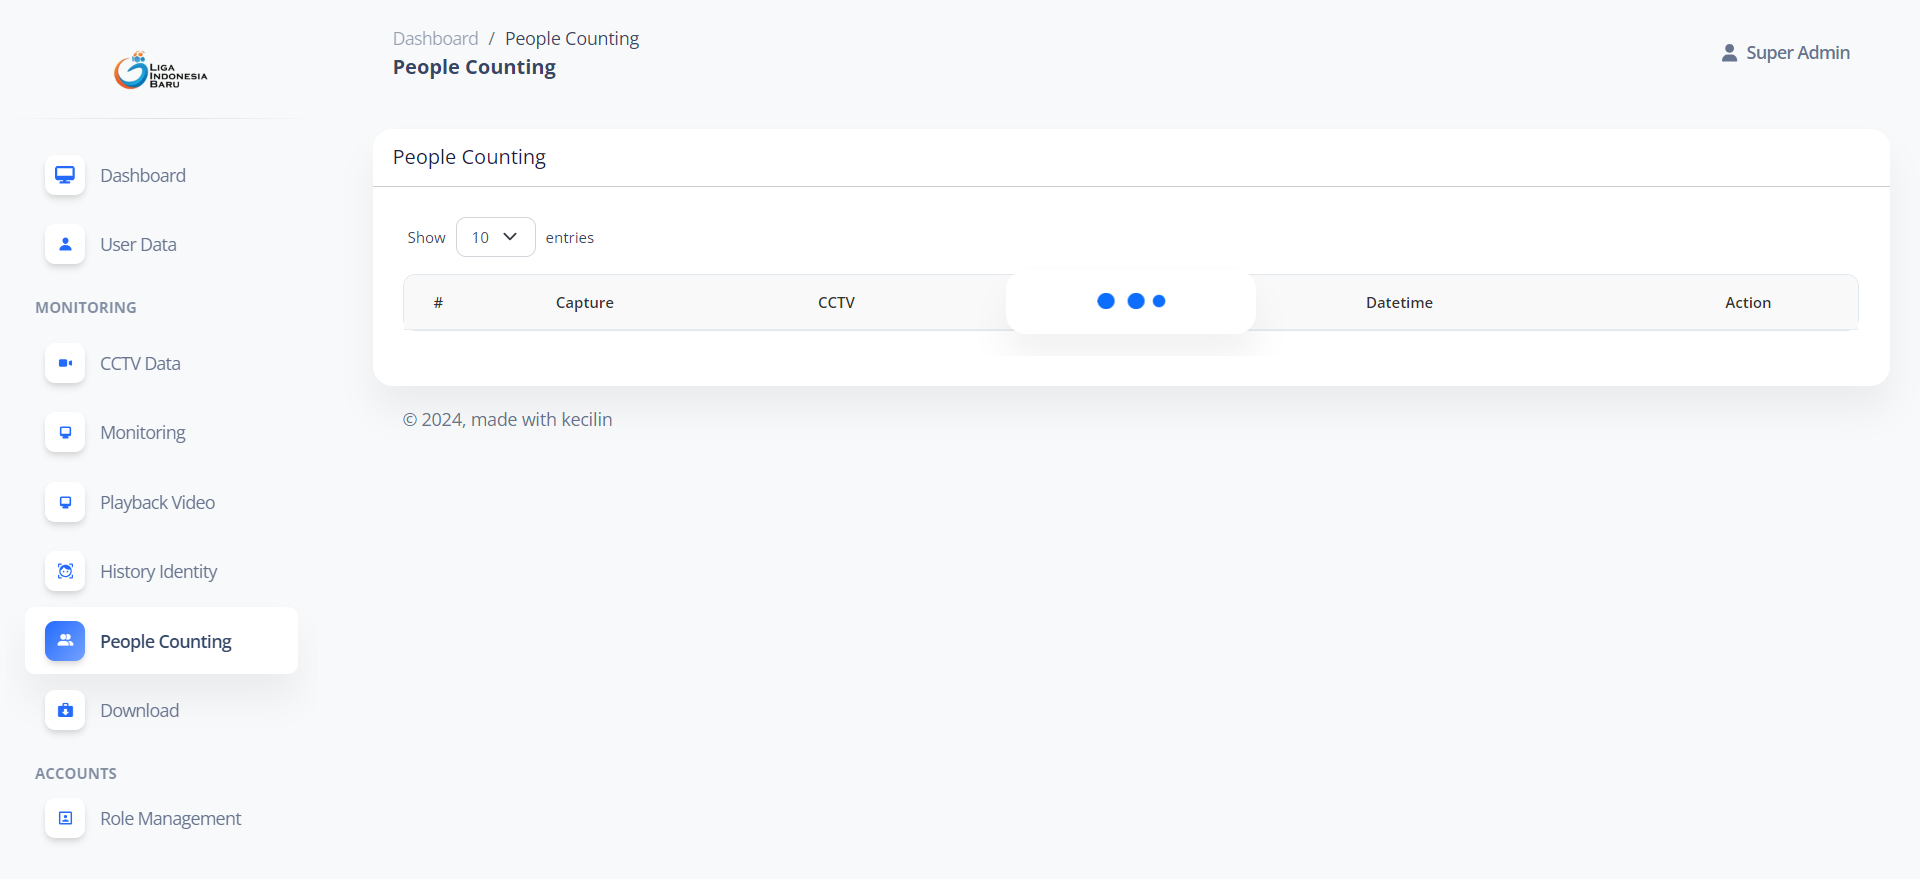 LIGA
INDONESIA
BARU
Dashboard / People Counting
People Counting
Super Admin
Dashboard
User Data
MONITORING
CCTV Data
Monitoring
Playback Video
History Identity
People Counting
Download
ACCOUNTS
Role Management
People Counting
Show 10 entries
# Capture CCTV Datetime Action
© 2024, made with kecilin